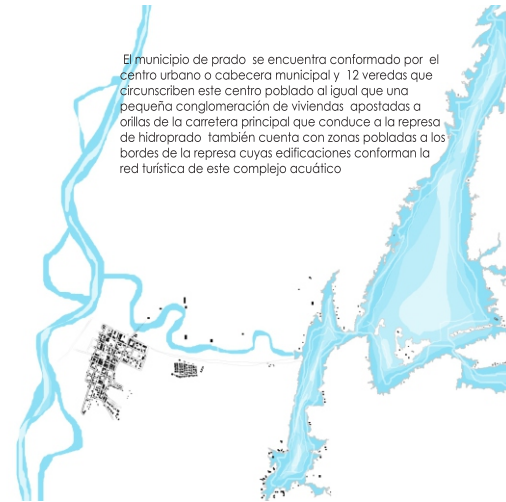 El municipio de prado se encuentra conformado por el
centro urbano o cabecera municipal y 12 veredas que
circunscriben este centro poblado al igual que una
pequeña conglomeración de viviendas apostadas a
orillas de la carretera principal que conduce a la represa
de hidroprado también cuenta con zonas pobladas a los
bordes de la represa cuyas edificaciones conforman la
red turística de este complejo acuático